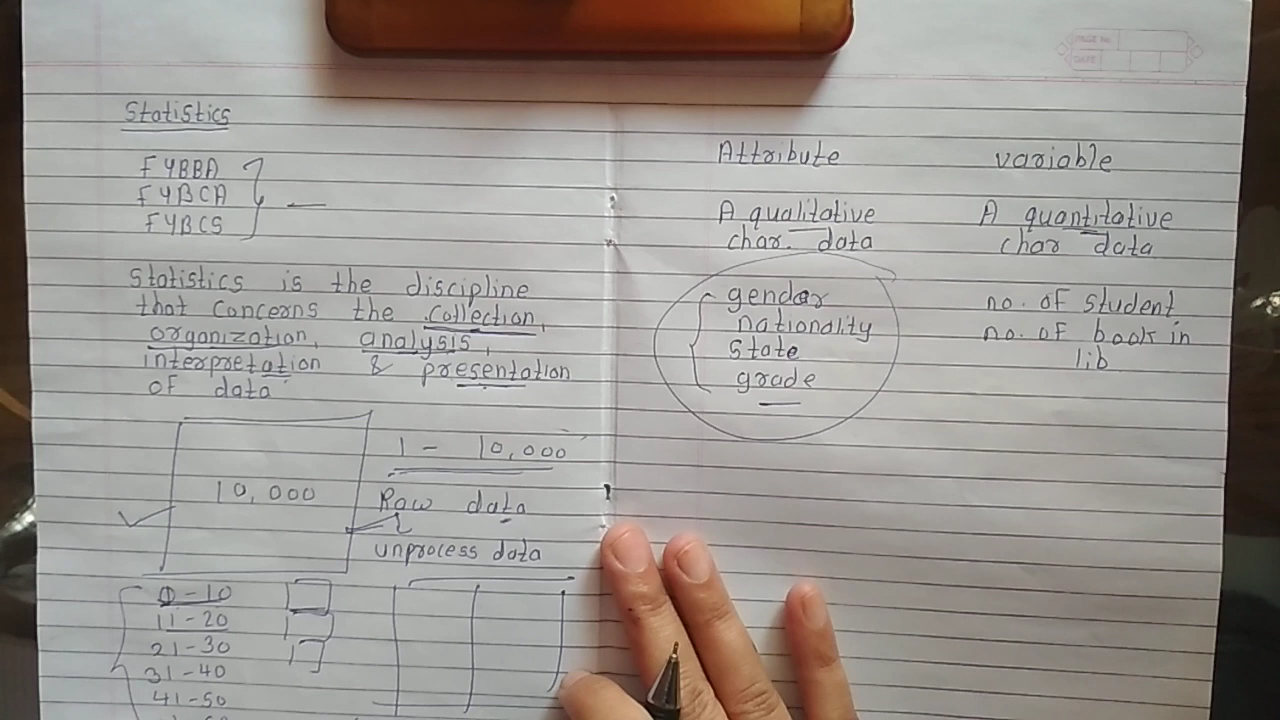 Statistics
FYBBA
FYBCA
FYBCS
Statistics is the discipline
that concerns the collection,
organization, analysis,
interpretation & presentation
of data
10,000
1 - 10,000
Raw data
unprocess data
0-10
11-20
21-30
31-40
41-50
PAGE No.
DATE
Attribute variable
A qualitative A quantitative
char. data char data
gender no. of student
nationality no. of book in
state lib
grade